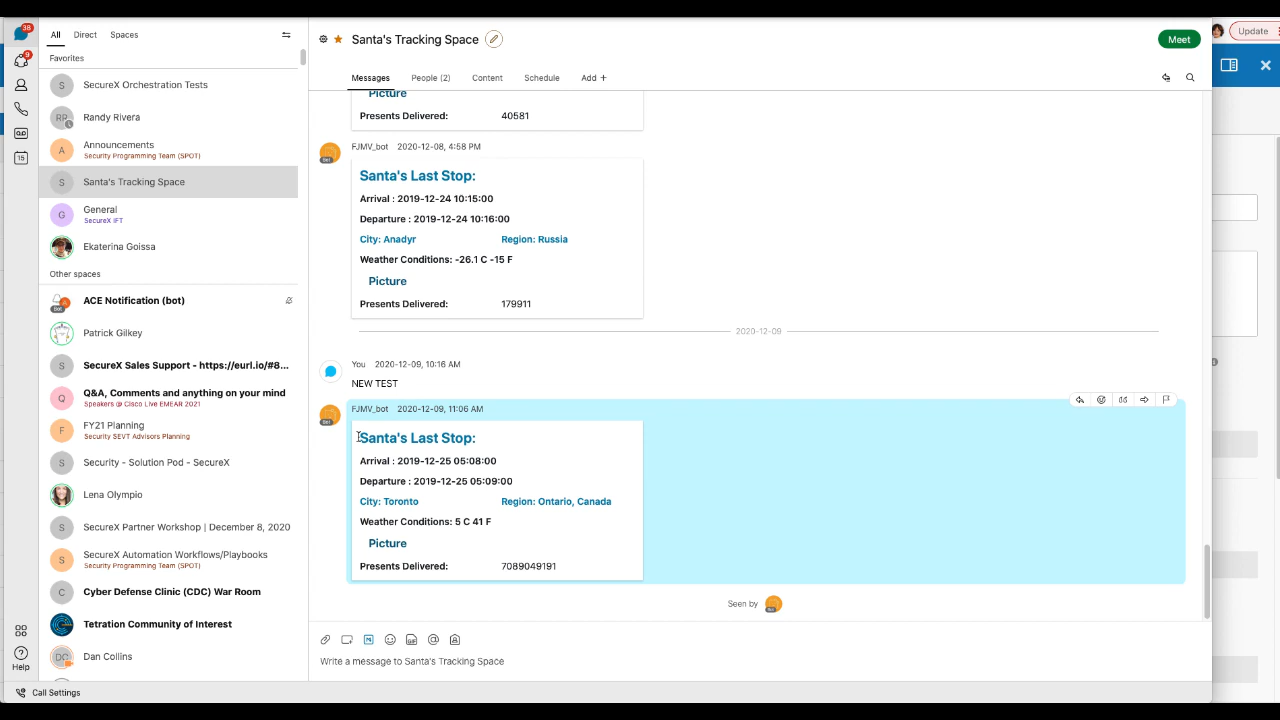 38
All
Direct
Spaces
Santa's Tracking Space
Meet
Update
9
Favorites
Messages
People (2)
Content
Schedule
Add +
S
SecureX Orchestration Tests
RR
Randy Rivera
A
Announcements
Security Programming Team (SPOT)
S
Santa's Tracking Space
G
General
SecureX IFT
Ekaterina Goissa
15
Other spaces
ACE Notification (bot)
Bot
A
Patrick Gilkey
S
SecureX Sales Support - https://eurl.io/#8...
Q
Q&A, Comments and anything on your mind
Speakers @ Cisco Live EMEAR 2021
F
FY21 Planning
Security SEVT Advisors Planning
S
Security - Solution Pod - SecureX
Lena Olympio
S
SecureX Partner Workshop | December 8, 2020
S
SecureX Automation Workflows/Playbooks
Security Programming Team (SPOT)
C
Cyber Defense Clinic (CDC) War Room
Tetration Community of Interest
DC
Dan Collins
Help
Call Settings
Picture
Presents Delivered: 40581
FJMV_bot 2020-12-08, 4:58 PM
Bot
Santa's Last Stop:
Arrival : 2019-12-24 10:15:00
Departure : 2019-12-24 10:16:00
City: Anadyr Region: Russia
Weather Conditions: -26.1 C -15 F
Picture
Presents Delivered: 179911
2020-12-09
You 2020-12-09, 10:16 AM
NEW TEST
FJMV_bot 2020-12-09, 11:06 AM
Bot
Santa's Last Stop:
Arrival : 2019-12-25 05:08:00
Departure : 2019-12-25 05:09:00
City: Toronto Region: Ontario, Canada
Weather Conditions: 5 C 41 F
Picture
Presents Delivered: 7089049191
Seen by
Bot
GIF
Write a message to Santa's Tracking Space